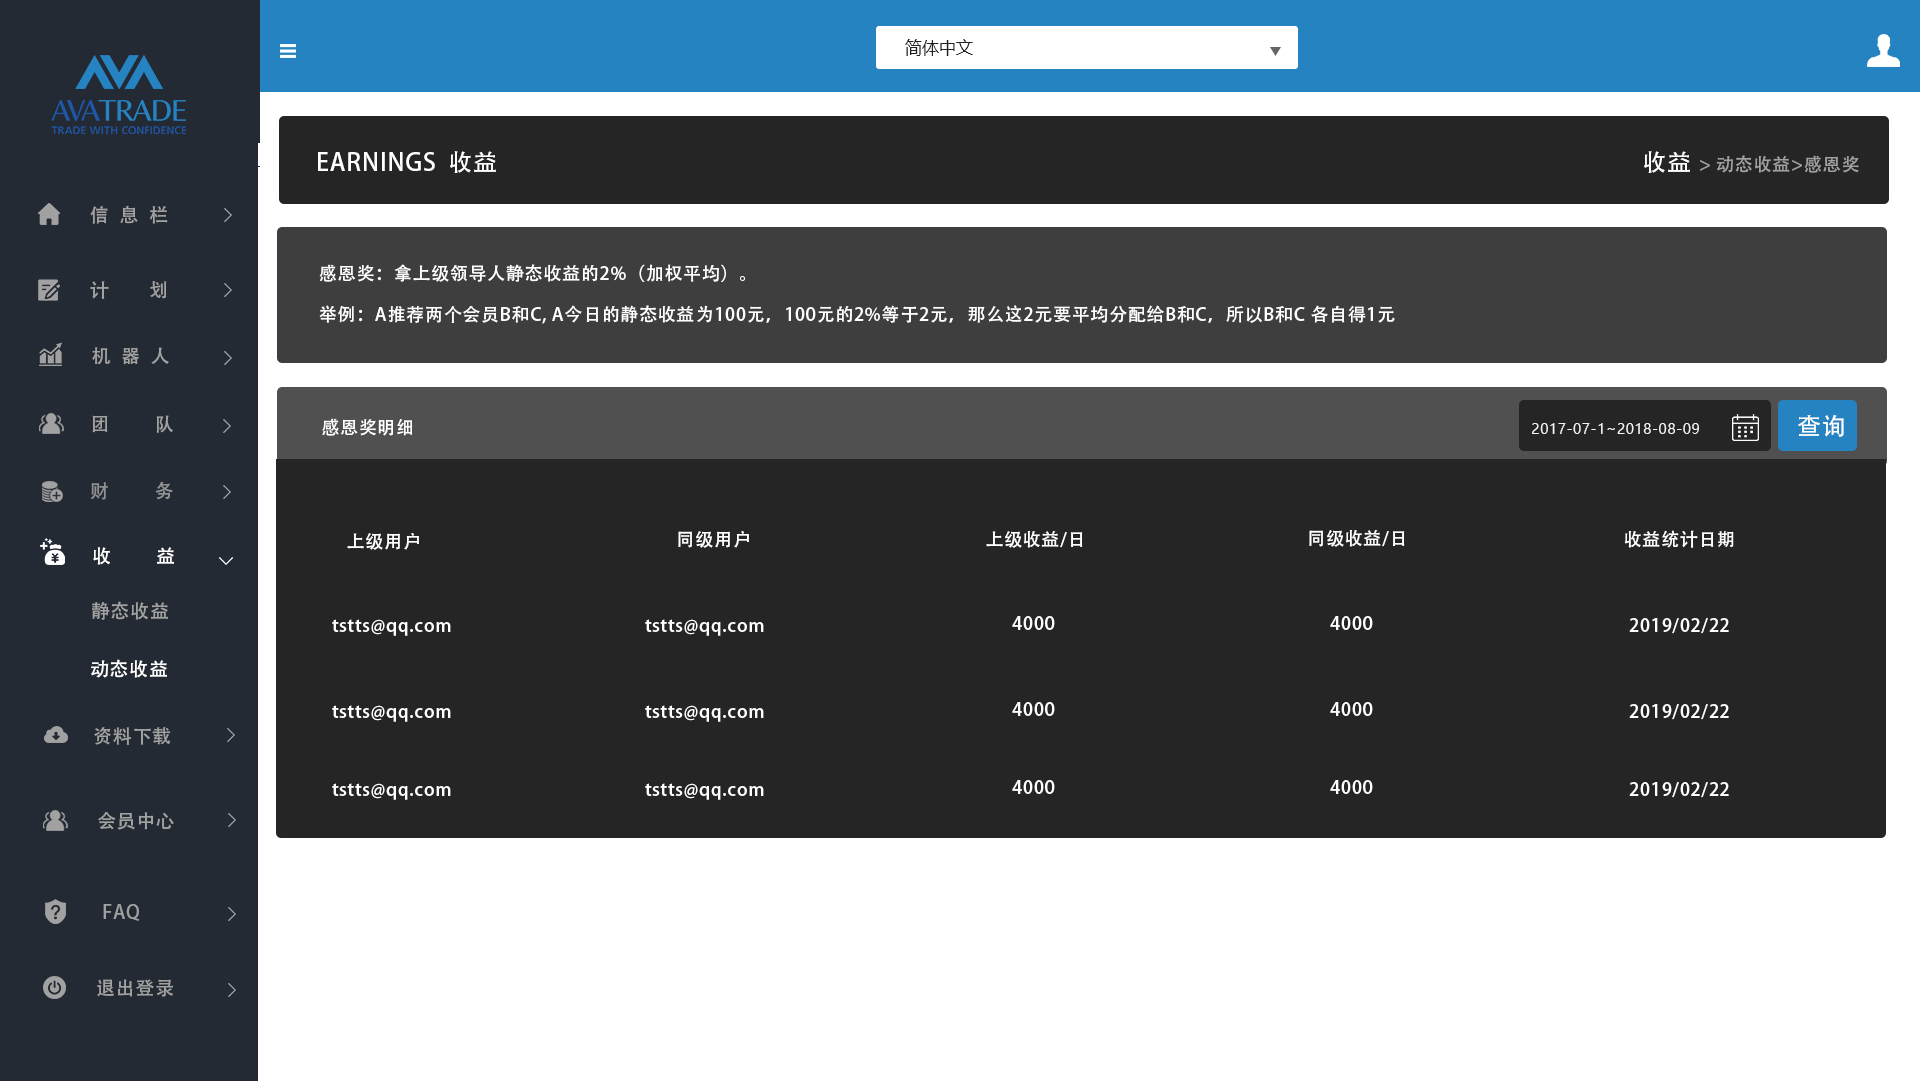 AVATRADE
TRADE WITH CONFIDENCE
简体中文
信息栏
计划
机器人
团队
财务
收益
静态收益
动态收益
资料下载
会员中心
FAQ
退出登录
EARNINGS 收益
收益 > 动态收益>感恩奖
感恩奖：拿上级领导人静态收益的2%（加权平均）。
举例：A推荐两个会员B和C, A今日的静态收益为100元，100元的2%等于2元，那么这2元要平均分配给B和C，所以B和C 各自得1元
感恩奖明细
2017-07-1~2018-08-09
查询
上级用户 同级用户 上级收益/日 同级收益/日 收益统计日期
tstts@qq.com tstts@qq.com 4000 4000 2019/02/22
tstts@qq.com tstts@qq.com 4000 4000 2019/02/22
tstts@qq.com tstts@qq.com 4000 4000 2019/02/22